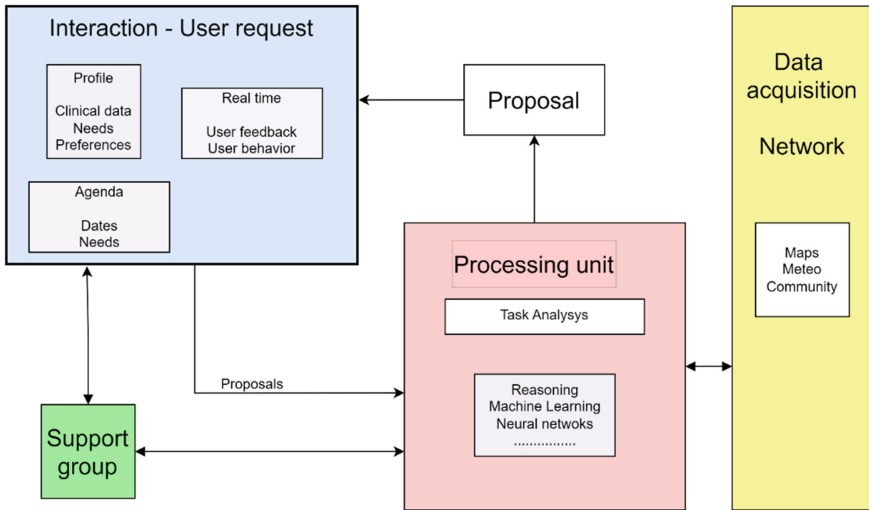 Interaction - User request
Profile
Clinical data
Needs
Preferences
Real time
User feedback
User behavior
Agenda
Dates
Needs
Proposal
Data
acquisition
Network
Maps
Meteo
Community
Processing unit
Task Analysys
Reasoning
Machine Learning
Neural netwoks
................
Proposals
Support
group